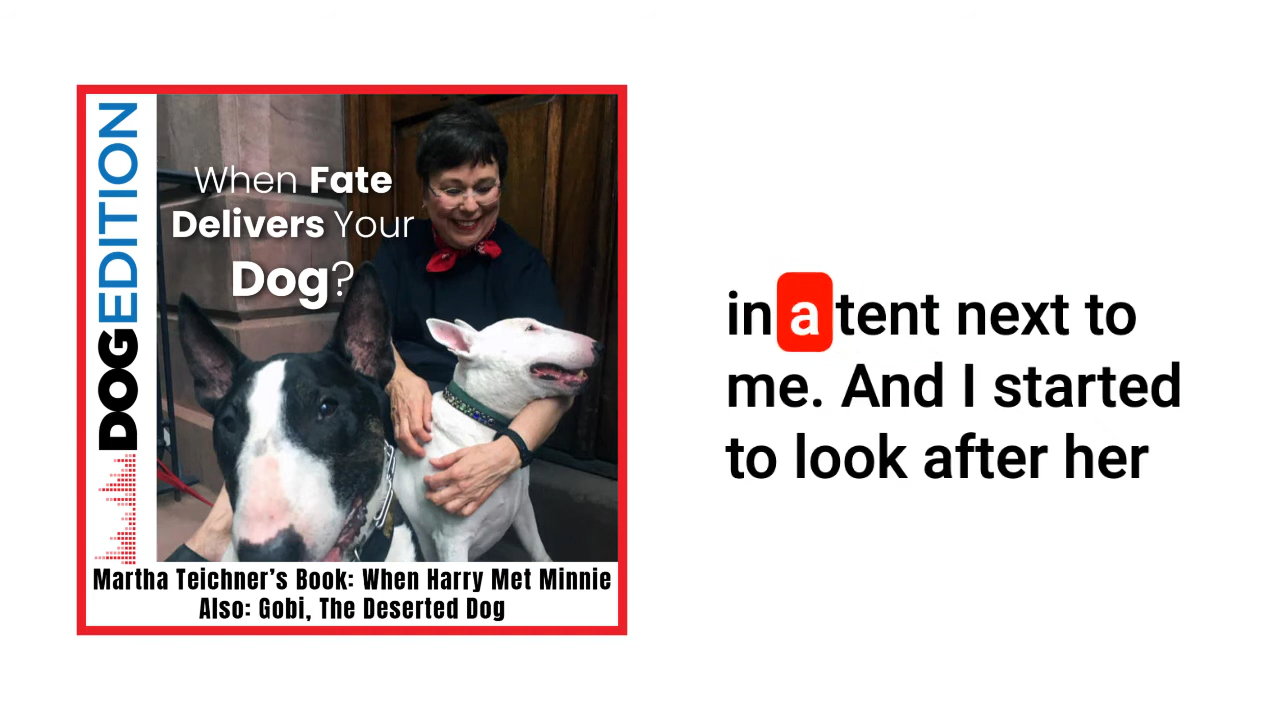 DOGEDITION
When Fate
Delivers Your
Dog?
Martha Teichner's Book: When Harry Met Minnie
Also: Gobi, The Deserted Dog
in a tent next to
me. And I started
to look after her